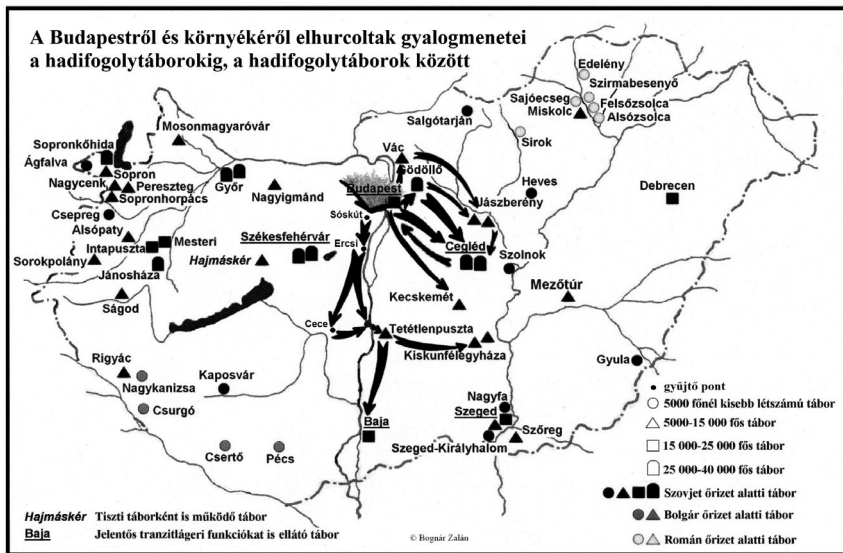 A Budapestről és környékéről elhurcoltak gyalogmenetei
a hadifogolytáborokig, a hadifogolytáborok között
Edelény
Szirmabesenyő
Sajóecseg
Felsőzsolca
Miskolc
Alsózsolca
Salgótarján
Sirok
Mosonmagyaróvár
Sopronkőhida
Ágfalva
Sopron
Nagycenk
Pereszteg
Sopronhorpács
Győr
Nagyigmánd
Vác
Gödöllő
Budapest
Jászberény
Heves
Debrecen
Csepreg
Alsópaty
Intapuszta
Mesteri
Sorokpolány
Jánosháza
Székesfehérvár
Hajmáskér
Sóskút
Ercsi
Cegléd
Szolnok
Ságod
Kecskemét
Mezőtúr
Cece
Tetétlenpuszta
Kiskunfélegyháza
Rigyác
Nagykanizsa
Kaposvár
Csurgó
Gyula
Nagyfa
Szeged
Baja
Szőreg
Szeged-Királyhalom
Csertő
Pécs
gyűjtő pont
5000 főnél kisebb létszámú tábor
5000-15 000 fős tábor
15 000-25 000 fős tábor
25 000-40 000 fős tábor
Szovjet őrizet alatti tábor
Bolgár őrizet alatti tábor
Román őrizet alatti tábor
Hajmáskér Tiszti táborként is működő tábor
Baja Jelentős tranzitlágeri funkciókat is ellátó tábor
© Bognár Zalán